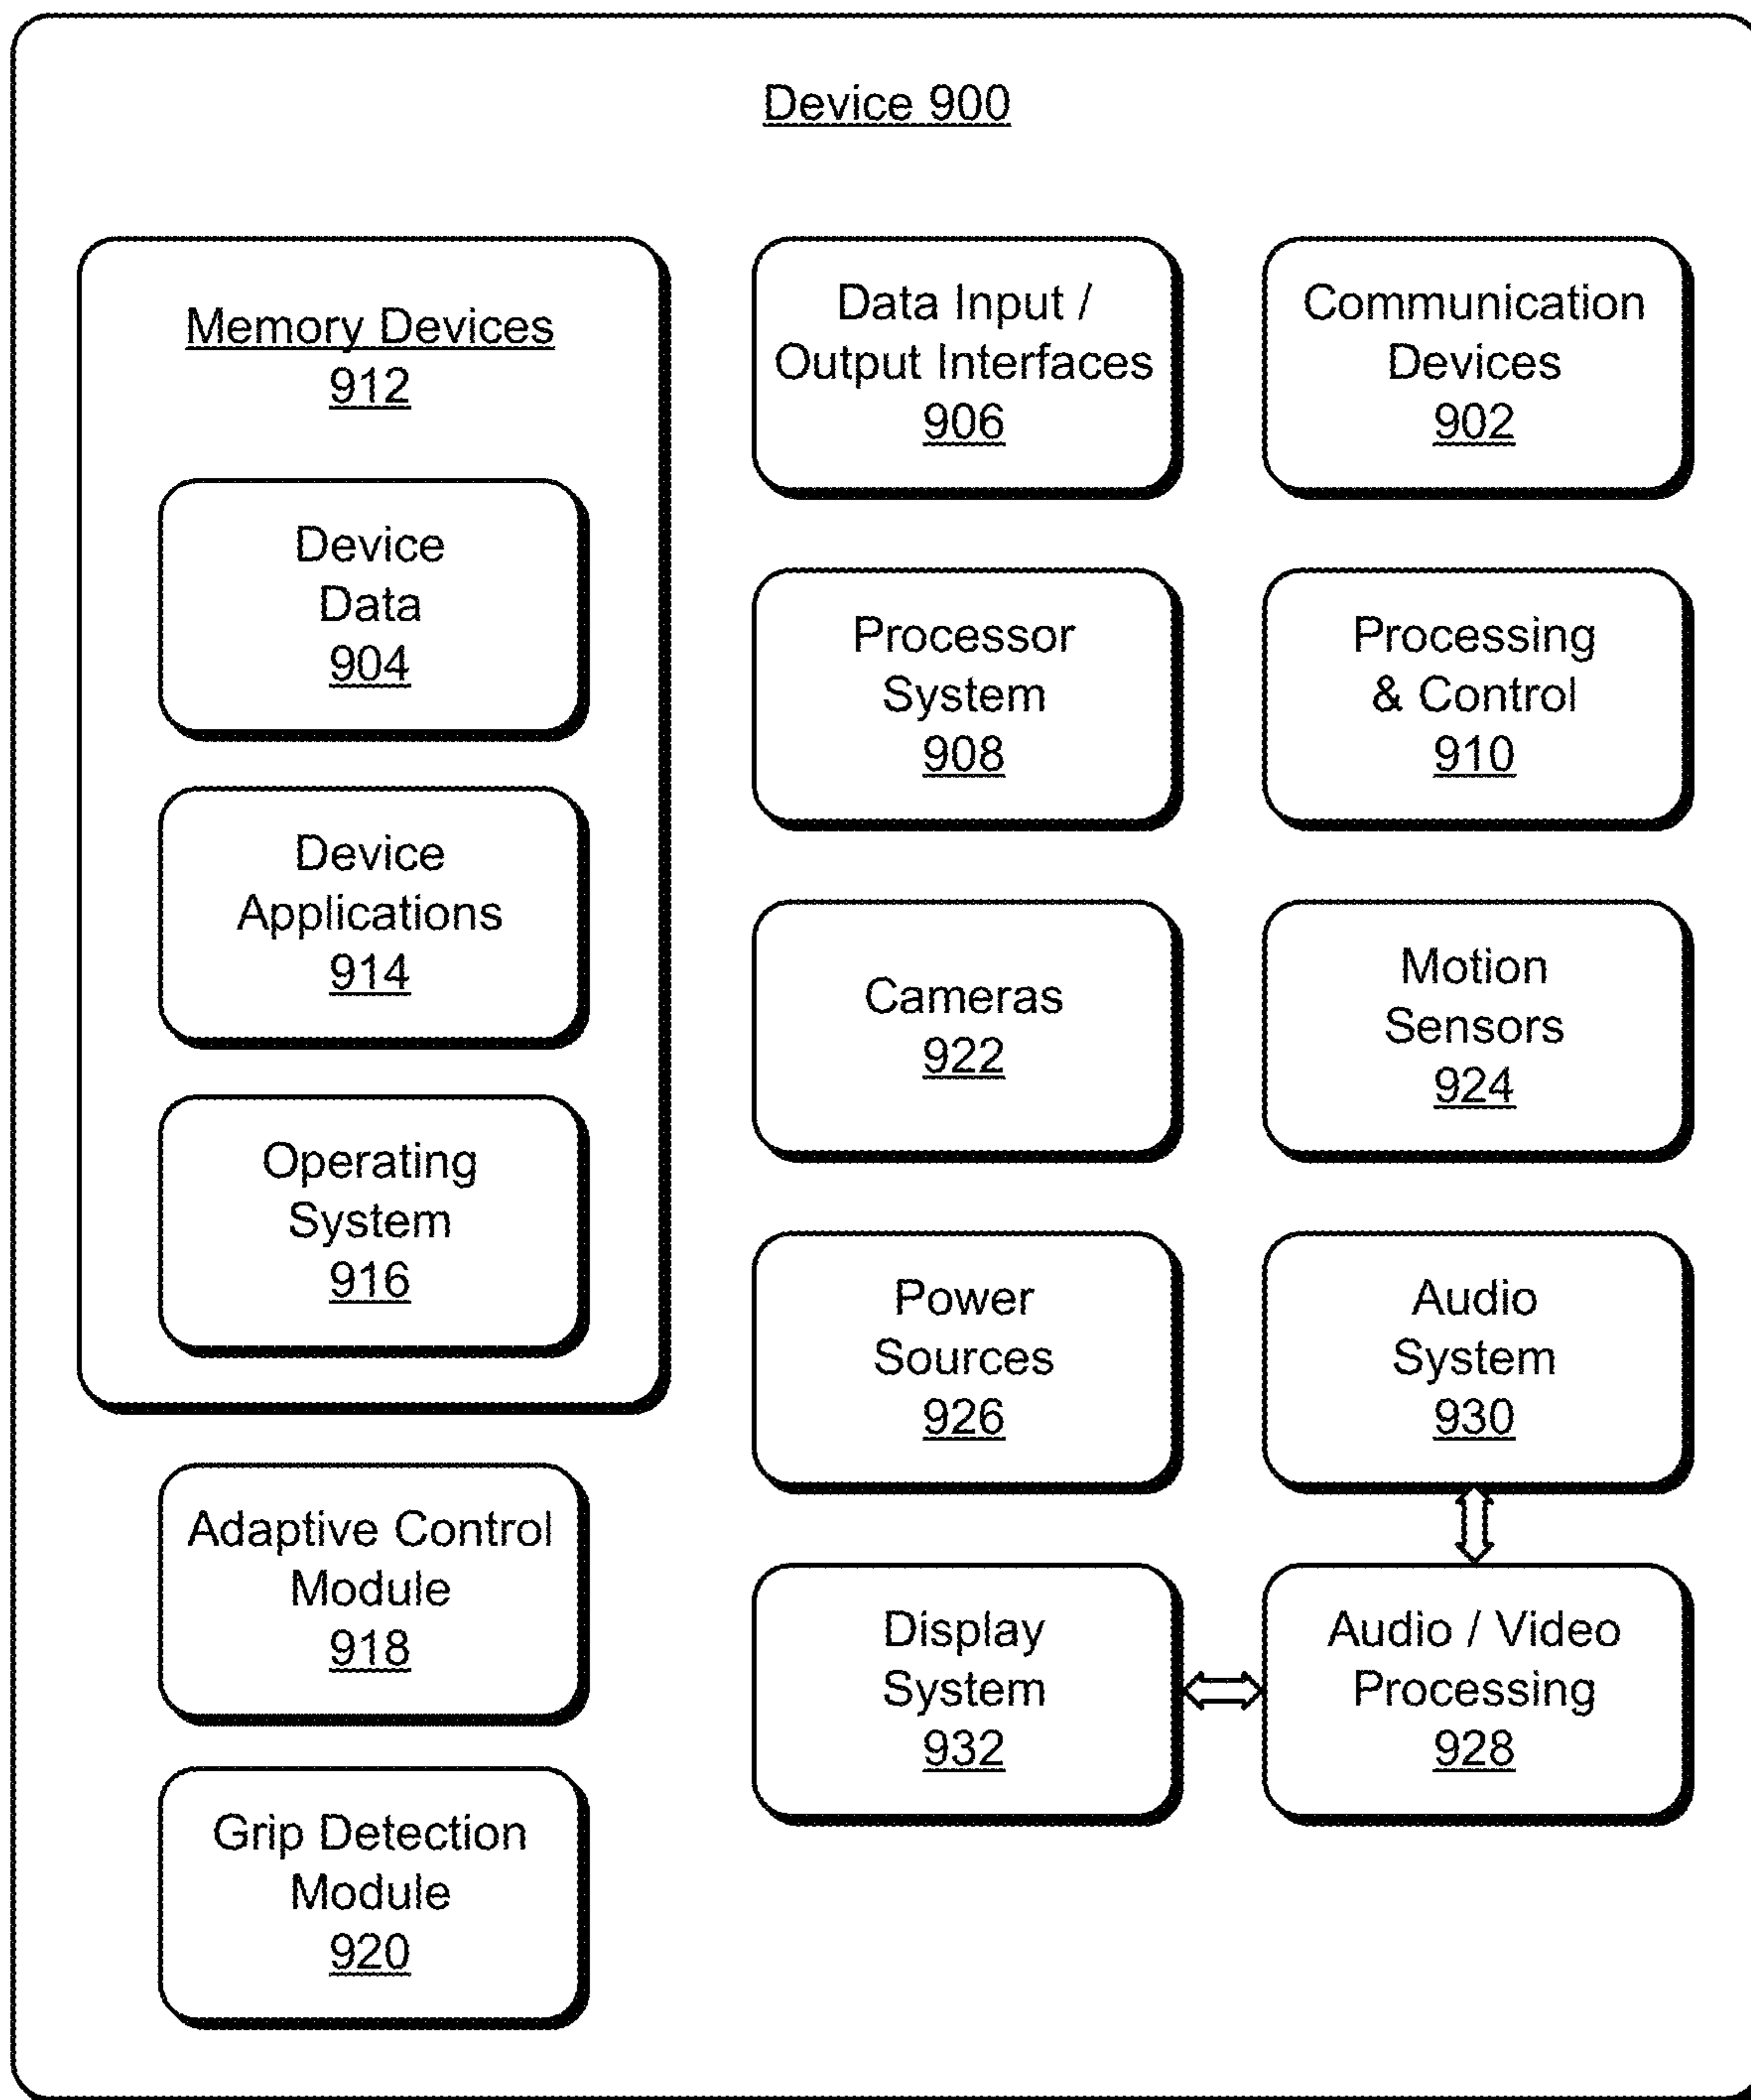 Device 900
Memory Devices
912
Device
Data
904
Device
Applications
914
Operating
System
916
Adaptive Control
Module
918
Grip Detection
Module
920
Data Input /
Output Interfaces
906
Communication
Devices
902
Processor
System
908
Processing
& Control
910
Cameras
922
Motion
Sensors
924
Power
Sources
926
Audio
System
930
Display
System
932
Audio / Video
Processing
928